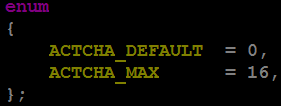 enum
{
ACTCHA_DEFAULT = 0,
ACTCHA_MAX = 16,
};